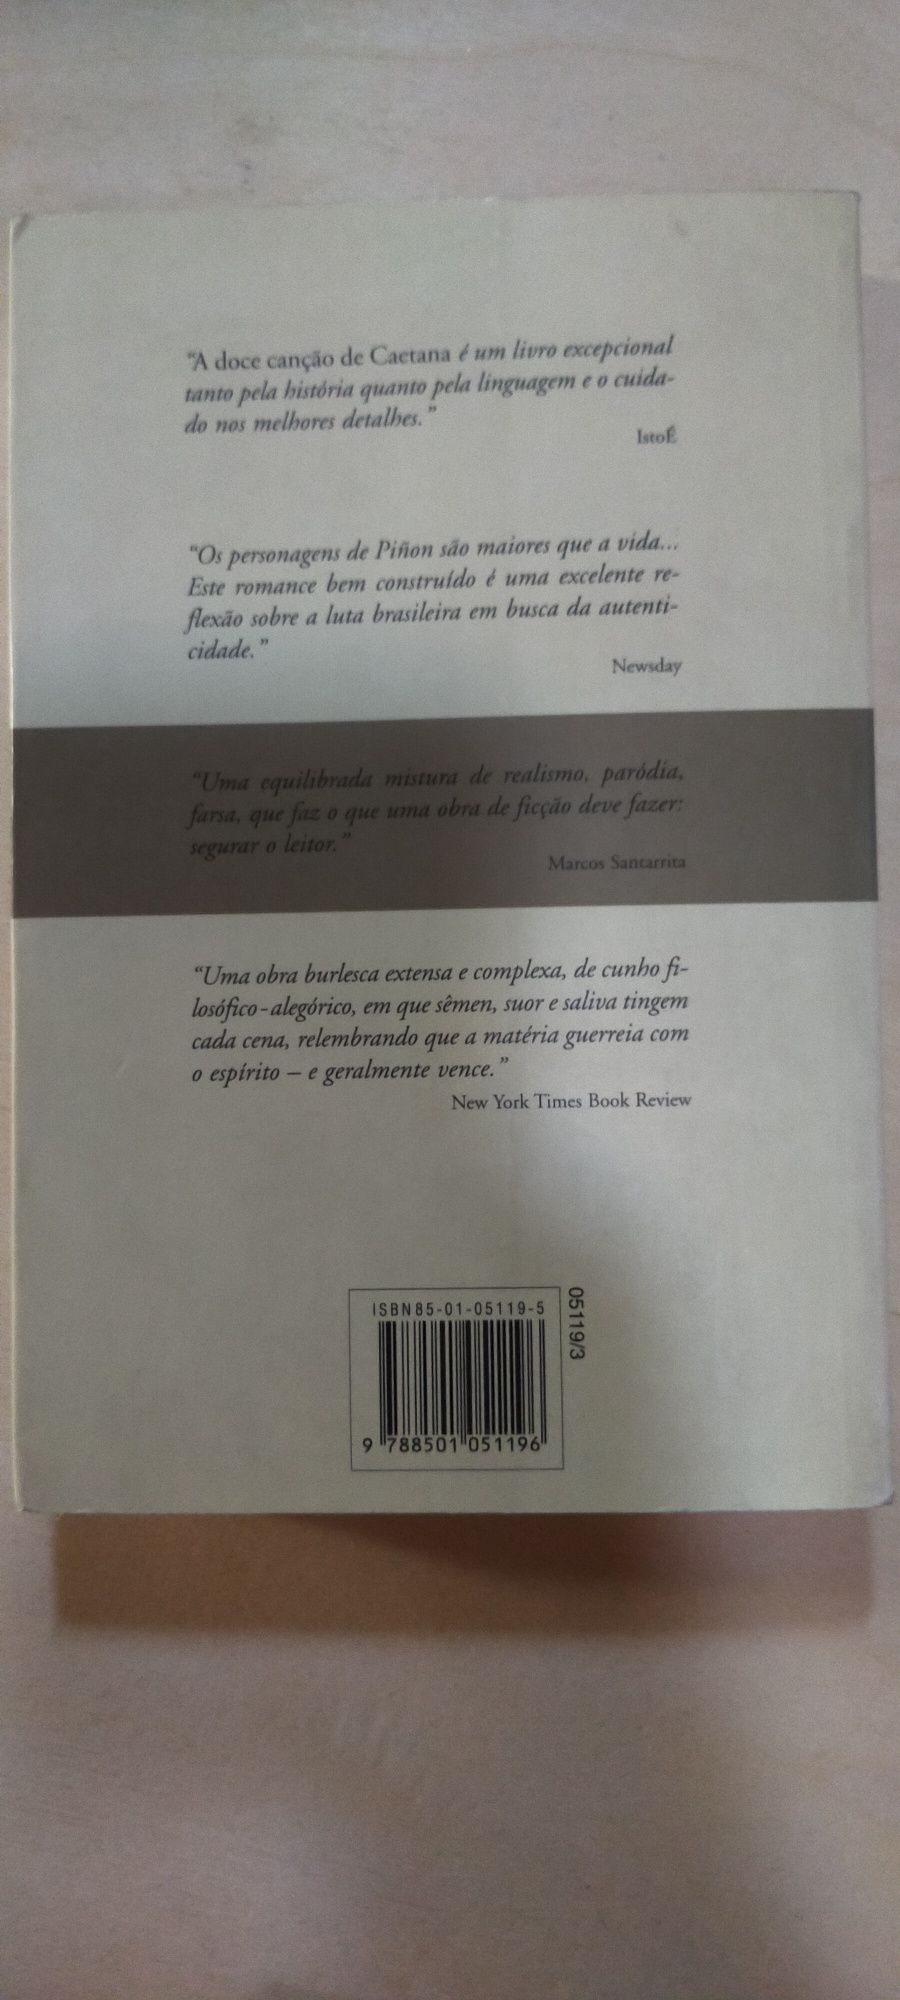 “A doce canção de Caetana é um livro excepcional
tanto pela história quanto pela linguagem e o cuida-
do nos melhores detalhes.”
IstoÉ
“Os personagens de Piñon são maiores que a vida...
Este romance bem construído é uma excelente re-
flexão sobre a luta brasileira em busca da autenti-
cidade.”
Newsday
“Uma equilibrada mistura de realismo, paródia,
farsa, que faz o que uma obra de ficção deve fazer:
segurar o leitor.”
Marcos Santarrita
“Uma obra burlesca extensa e complexa, de cunho fi-
losófico-alegórico, em que sêmen, suor e saliva tingem
cada cena, relembrando que a matéria guerreia com
o espírito – e geralmente vence.”
New York Times Book Review
ISBN 85-01-05119-5
9 788501 051196
05119/3